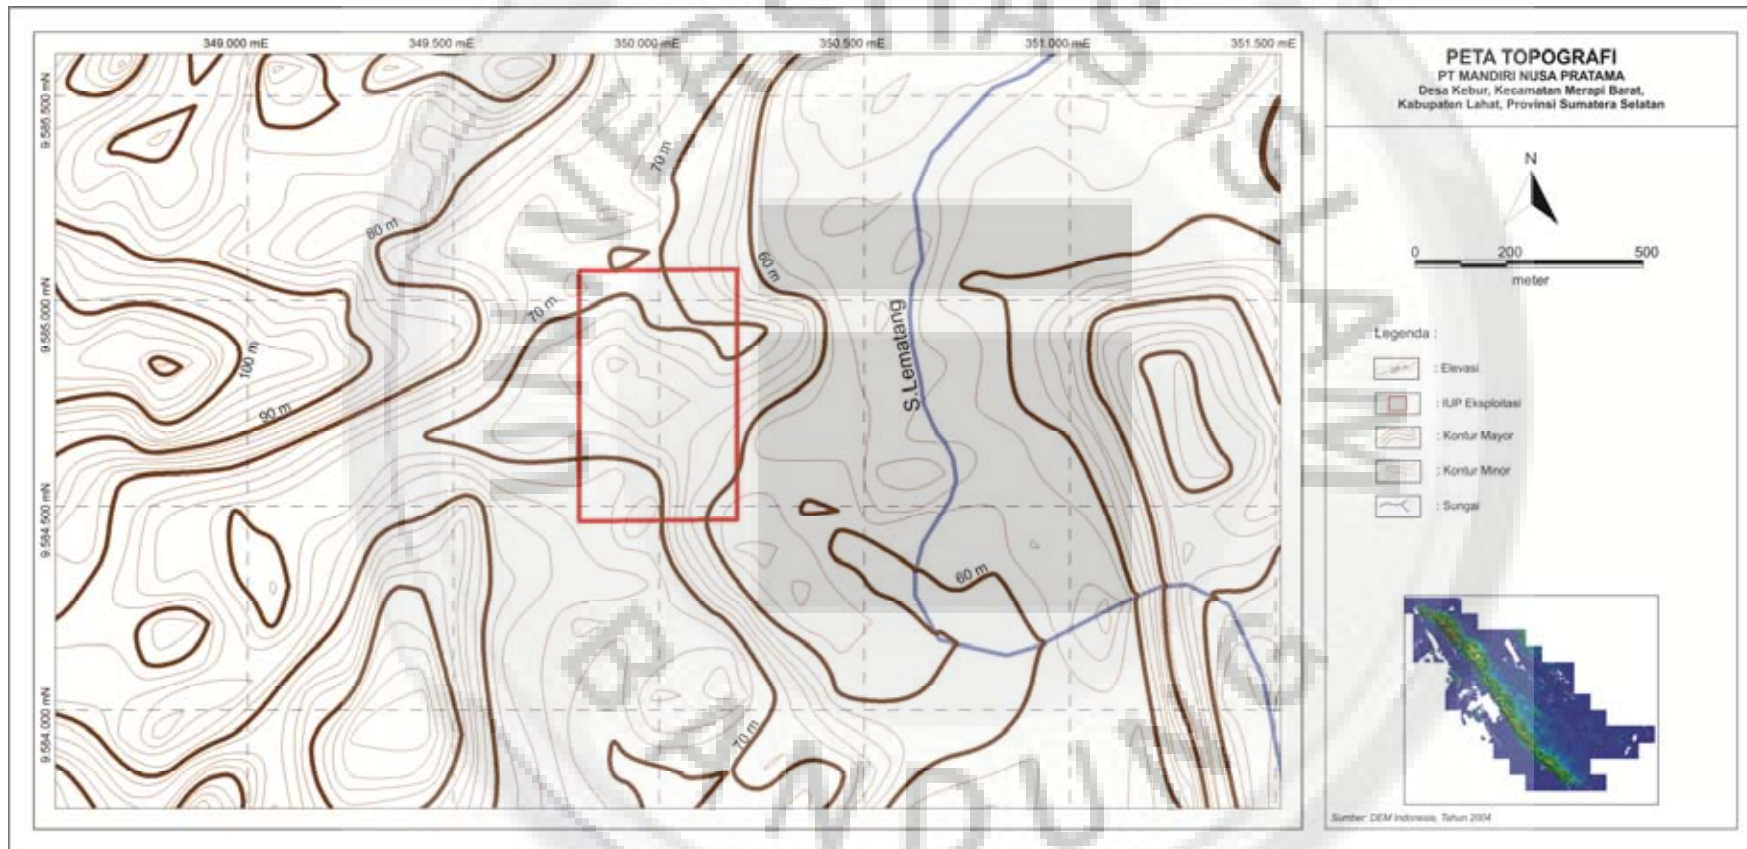 349.000 mE
349.500 mE
350.000 mE
350.500 mE
351.000 mE
351.500 mE
9.585.500 mN
9.585.000 mN
9.584.500 mN
9.584.000 mN
70 m
80 m
60 m
70 m
100 m
90 m
S.Lematang
60 m
70 m
PETA TOPOGRAFI
PT MANDIRI NUSA PRATAMA
Desa Kebur, Kecamatan Merapi Barat,
Kabupaten Lahat, Provinsi Sumatera Selatan
N
0 200 500
meter
Legenda :
: Elevasi
: IUP Eksploitasi
: Kontur Mayor
: Kontur Minor
: Sungai
Sumber: DEM Indonesia, Tahun 2004
UNIVERSITAS ISLAM
BANDUNG